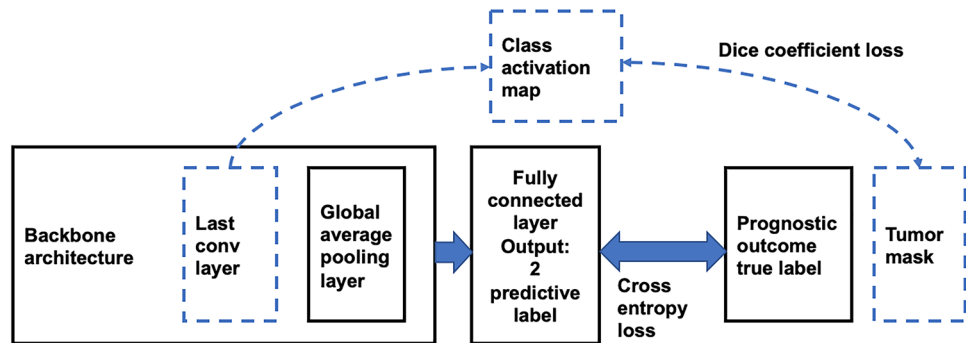 Class
activation
map
Dice coefficient loss
Backbone
architecture
Last
conv
layer
Global
average
pooling
layer
Fully
connected
layer
Output:
2
predictive
label
Cross
entropy
loss
Prognostic
outcome
true label
Tumor
mask